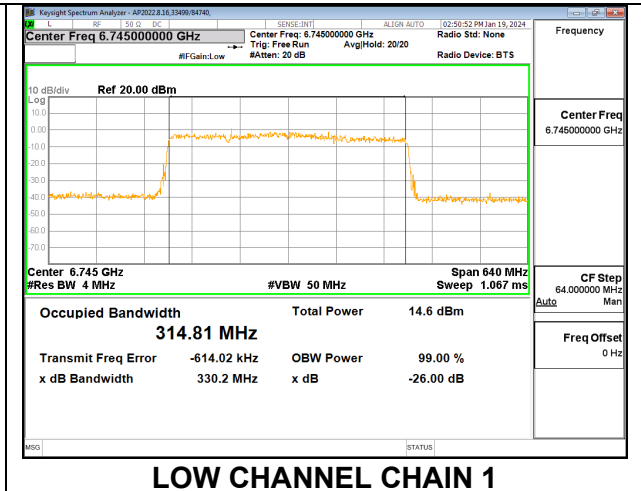 Keysight Spectrum Analyzer - AP2022.8.16,33499/84740,
L RF 50 Ω DC SENSE:INT ALIGN AUTO 02:50:52 PM Jan 19, 2024
Center Freq 6.745000000 GHz
Center Freq: 6.745000000 GHz Radio Std: None
Trig: Free Run Avg|Hold: 20/20
#IFGain:Low #Atten: 20 dB Radio Device: BTS
Frequency
10 dB/div Ref 20.00 dBm
Log
10.0
0.00
-10.0
-20.0
-30.0
-40.0
-50.0
-60.0
-70.0
Center Freq
6.745000000 GHz
Center 6.745 GHz Span 640 MHz
#Res BW 4 MHz #VBW 50 MHz Sweep 1.067 ms
CF Step
64.000000 MHz
Auto Man
Occupied Bandwidth Total Power 14.6 dBm
314.81 MHz
Transmit Freq Error -614.02 kHz OBW Power 99.00 %
x dB Bandwidth 330.2 MHz x dB -26.00 dB
Freq Offset
0 Hz
MSG STATUS
LOW CHANNEL CHAIN 1